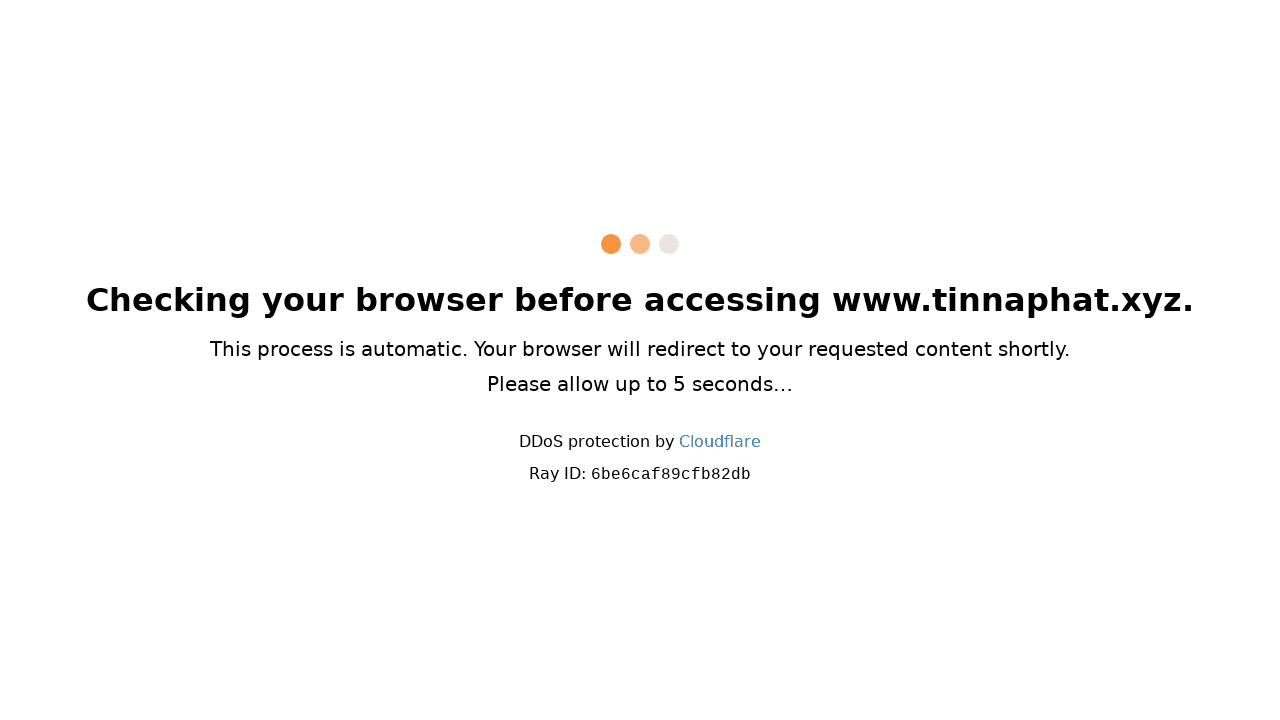 Checking your browser before accessing www.tinnaphat.xyz.
This process is automatic. Your browser will redirect to your requested content shortly.
Please allow up to 5 seconds…
DDoS protection by Cloudflare
Ray ID: 6be6caf89cfb82db